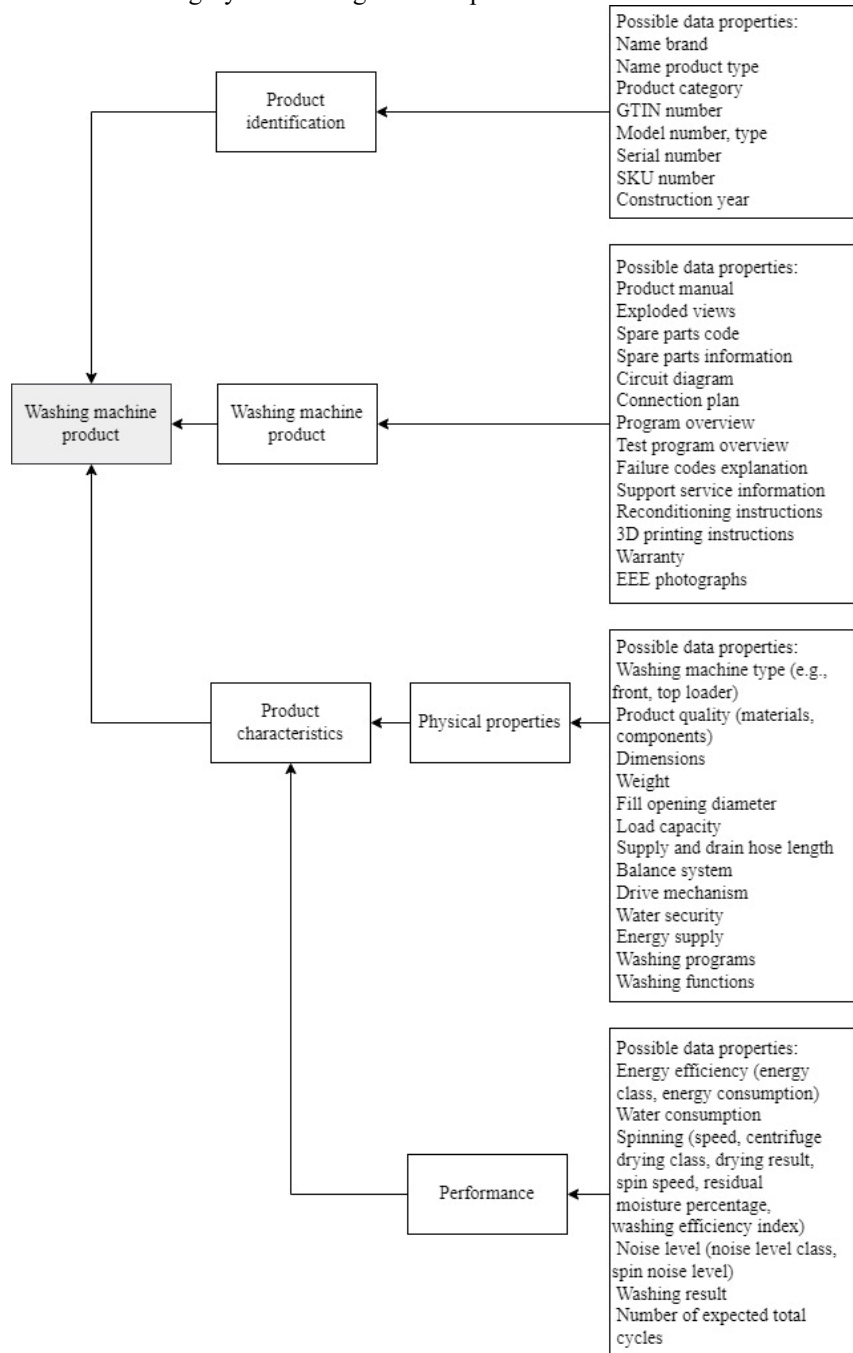 Possible data properties:
Name brand
Name product type
Product category
GTIN number
Model number, type
Serial number
SKU number
Construction year
Product
identification
Possible data properties:
Product manual
Exploded views
Spare parts code
Spare parts information
Circuit diagram
Connection plan
Program overview
Test program overview
Failure codes explanation
Support service information
Reconditioning instructions
3D printing instructions
Warranty
EEE photographs
Washing machine
product
Washing machine
product
Possible data properties:
Washing machine type (e.g.,
front, top loader)
Product quality (materials,
components)
Dimensions
Weight
Fill opening diameter
Load capacity
Supply and drain hose length
Balance system
Drive mechanism
Water security
Energy supply
Washing programs
Washing functions
Product
characteristics
Physical properties
Possible data properties:
Energy efficiency (energy
class, energy consumption)
Water consumption
Spinning (speed, centrifuge
drying class, drying result,
spin speed, residual
moisture percentage,
washing efficiency index)
Noise level (noise level class,
spin noise level)
Washing result
Number of expected total
cycles
Performance